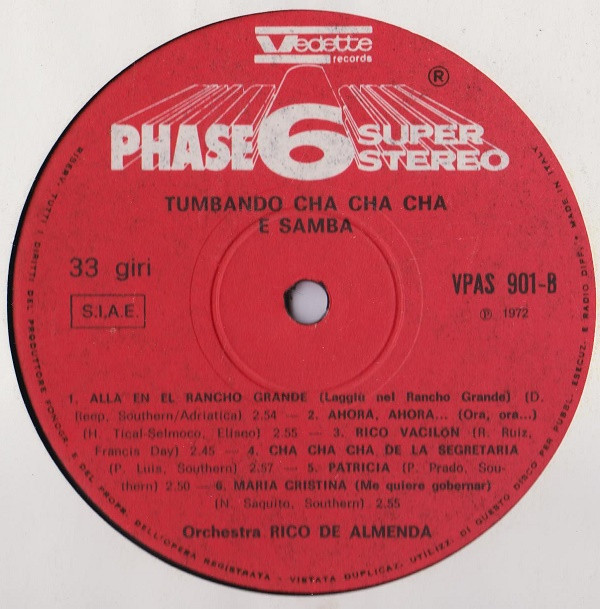 Vedette
records
®
PHASE 6 SUPER
STEREO
TUMBANDO CHA CHA CHA
E SAMBA
33 giri
VPAS 901-B
S.I.A.E.
℗ 1972
1. ALLA EN EL RANCHO GRANDE (Laggiù nel Rancho Grande) (D.
Reep, Southern/Adriatica) 2.54 — 2. AHORA, AHORA... (Ora, ora...)
(H. Tical-Selmoco, Eliseo) 2.55 — 3. RICO VACILON (R. Ruiz,
Francis Day) 2.45 — 4. CHA CHA CHA DE LA SEGRETARIA
(P. Luis, Southern) 2.57 — 5. PATRICIA (P. Prado, Sou-
thern) 2.50 — 6. MARIA CRISTINA (Me quiere gobernar)
(N. Saquito, Southern) 2.55
Orchestra RICO DE ALMENDA
RISERV. TUTTI I DIRITTI DEL PRODUTTORE FONOGR. E DEL PROPR. DELL'OPERA REGISTRATA - VIETATA DUPLICAZ. UTILIZZ. DI QUESTO DISCO PER PUBBL. ESECUZ. E RADIO DIFF. * MADE IN ITALY